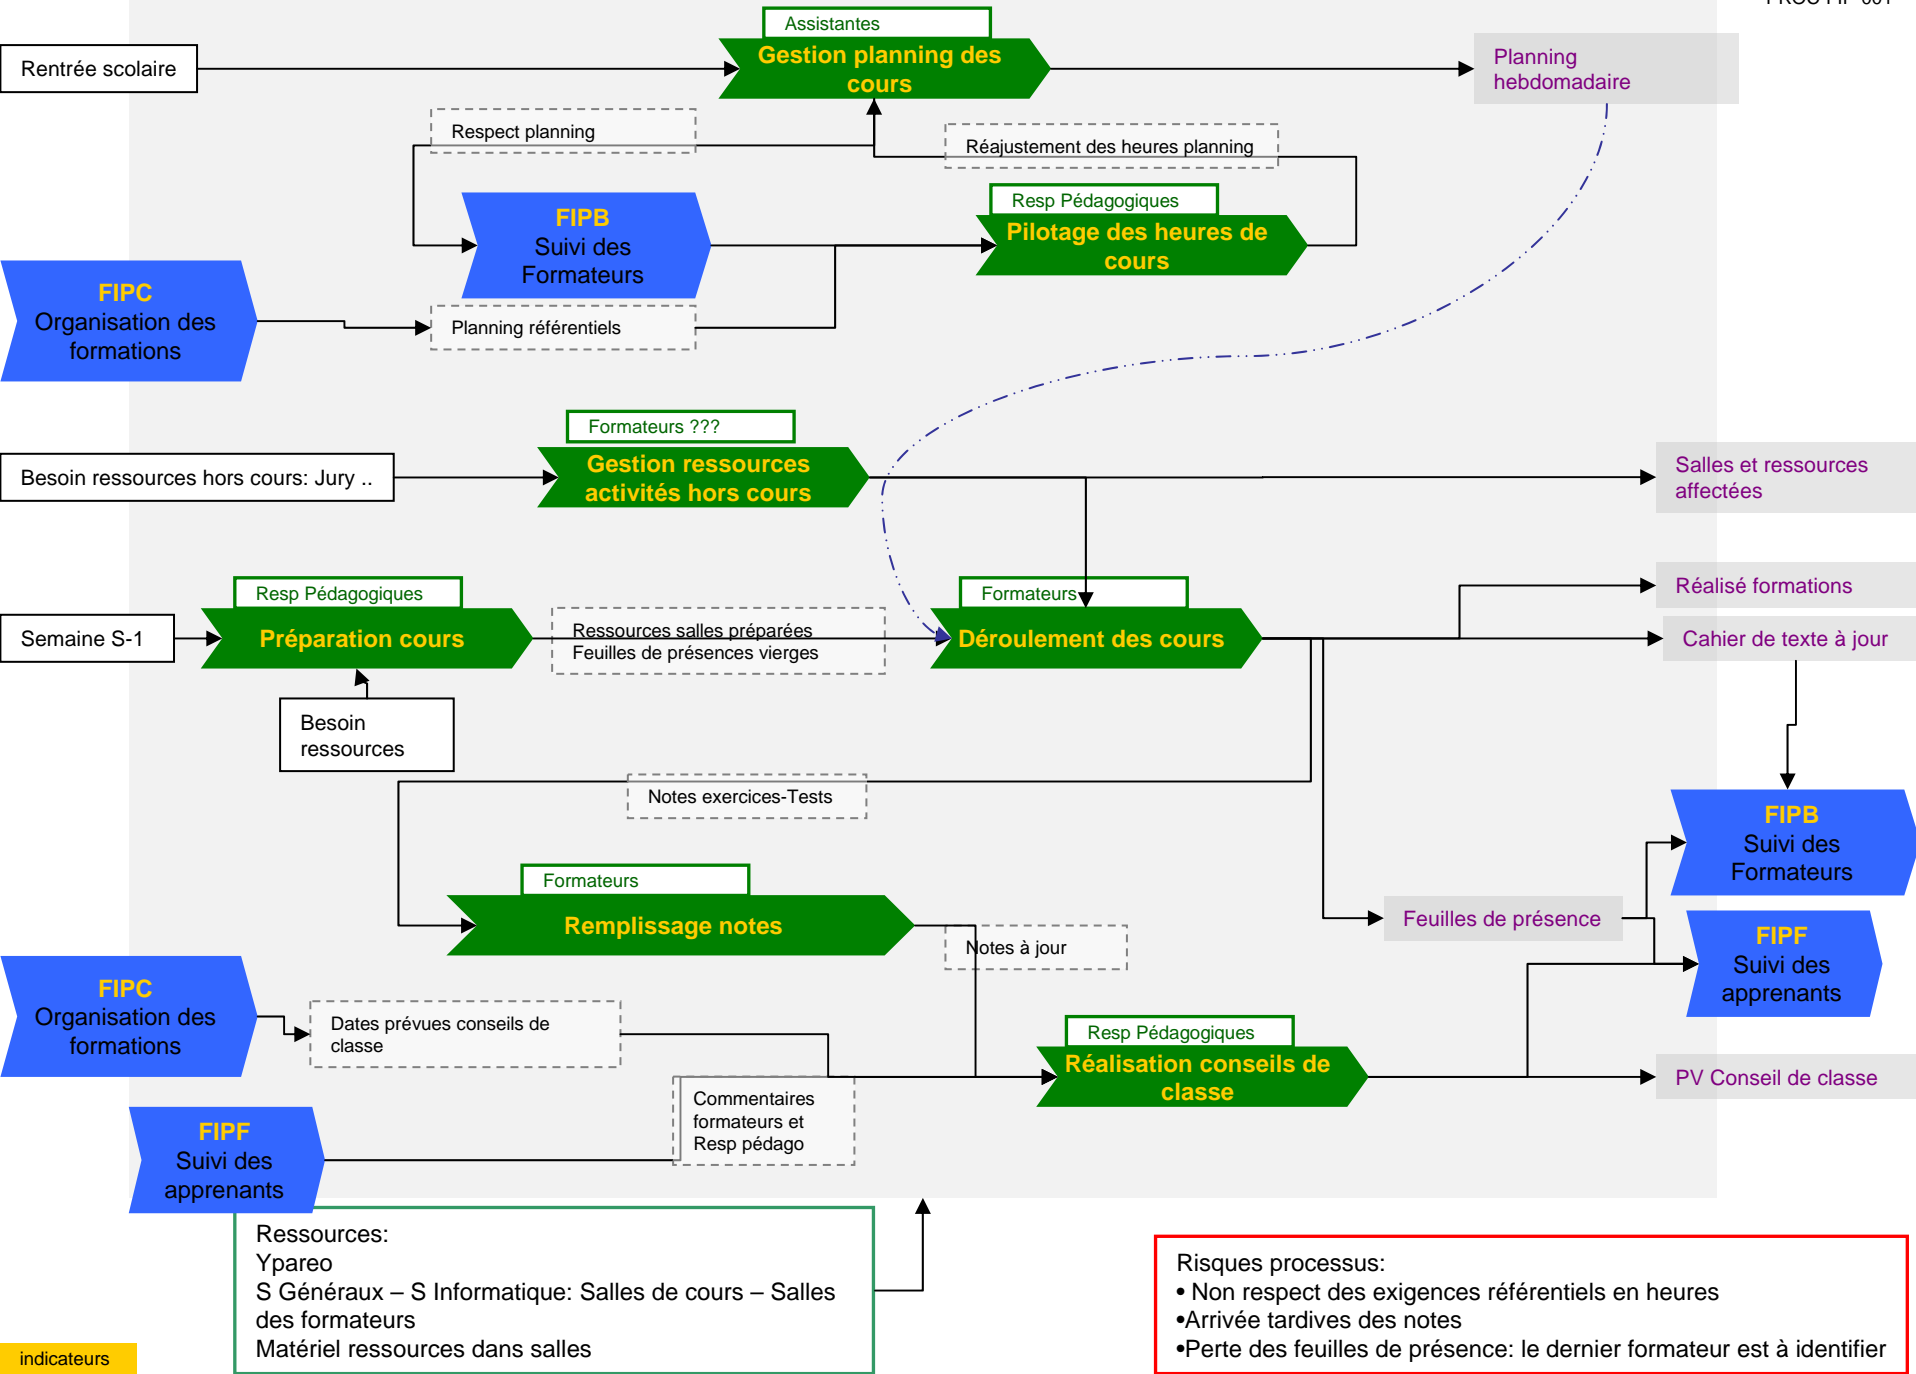 Assistantes
Rentrée scolaire
Gestion planning des
cours
Planning
hebdomadaire
Respect planning
Réajustement des heures planning
Resp Pédagogiques
FIPB
Suivi des
Formateurs
Pilotage des heures de
cours
FIPC
Organisation des
formations
Planning référentiels
Formateurs ???
Besoin ressources hors cours: Jury ..
Gestion ressources
activités hors cours
Salles et ressources
affectées
Resp Pédagogiques
Formateurs
Réalisé formations
Semaine S-1
Préparation cours
Ressources salles préparées
Feuilles de présences vierges
Déroulement des cours
Cahier de texte à jour
Besoin
ressources
Notes exercices-Tests
FIPB
Suivi des
Formateurs
Formateurs
Remplissage notes
Feuilles de présence
Notes à jour
FIPF
Suivi des
apprenants
FIPC
Organisation des
formations
Dates prévues conseils de
classe
Resp Pédagogiques
Réalisation conseils de
classe
PV Conseil de classe
Commentaires
formateurs et
Resp pédago
FIPF
Suivi des
apprenants
Ressources:
Ypareo
S Généraux – S Informatique: Salles de cours – Salles
des formateurs
Matériel ressources dans salles
Risques processus:
• Non respect des exigences référentiels en heures
•Arrivée tardives des notes
•Perte des feuilles de présence: le dernier formateur est à identifier
indicateurs